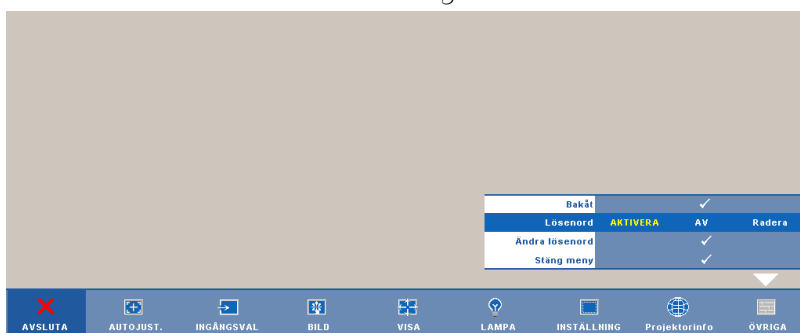 Bakåt
Lösenord AKTIVERA AV Radera
Ändra lösenord
Stäng meny
AVSLUTA AUTOJUST. INGÅNGSVAL BILD VISA LAMPA INSTÄLLNING Projektorinfo ÖVRIGA